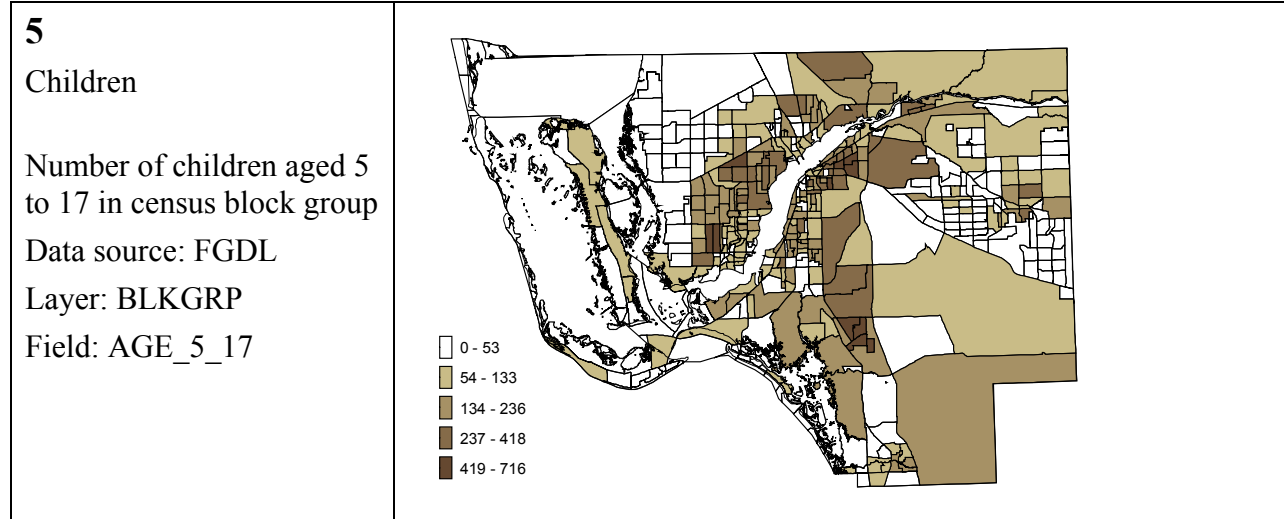 5
Children
Number of children aged 5
to 17 in census block group
Data source: FGDL
Layer: BLKGRP
Field: AGE_5_17
0 - 53
54 - 133
134 - 236
237 - 418
419 - 716